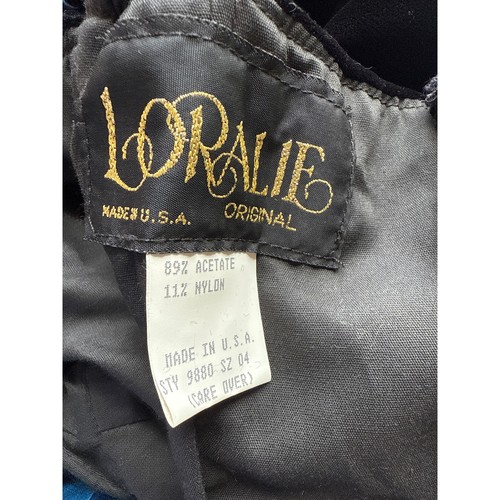 LORALIE
MADE IN U.S.A. ORIGINAL
89% ACETATE
11% NYLON
MADE IN U.S.A.
STY 9880 SZ 04
(CARE OVER)